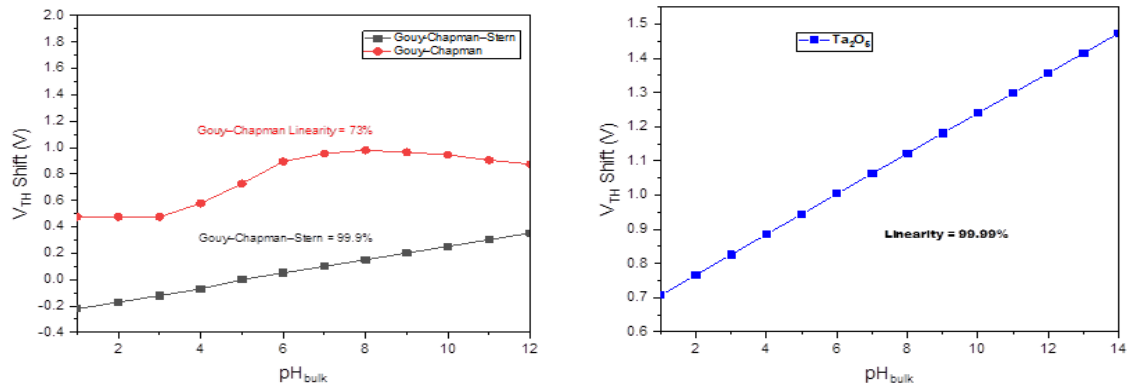 2.0
1.8
1.6
1.4
1.2
1.0
0.8
0.6
0.4
0.2
0.0
-0.2
-0.4
V_TH Shift (V)
Gouy-Chapman–Stern
Gouy–Chapman
Gouy–Chapman Linearity = 73%
Gouy-Chapman–Stern = 99.9%
2 4 6 8 10 12
pH_bulk
1.5
1.4
1.3
1.2
1.1
1.0
0.9
0.8
0.7
0.6
V_TH Shift (V)
Ta₂O₅
Linearity = 99.99%
2 4 6 8 10 12 14
pH_bulk